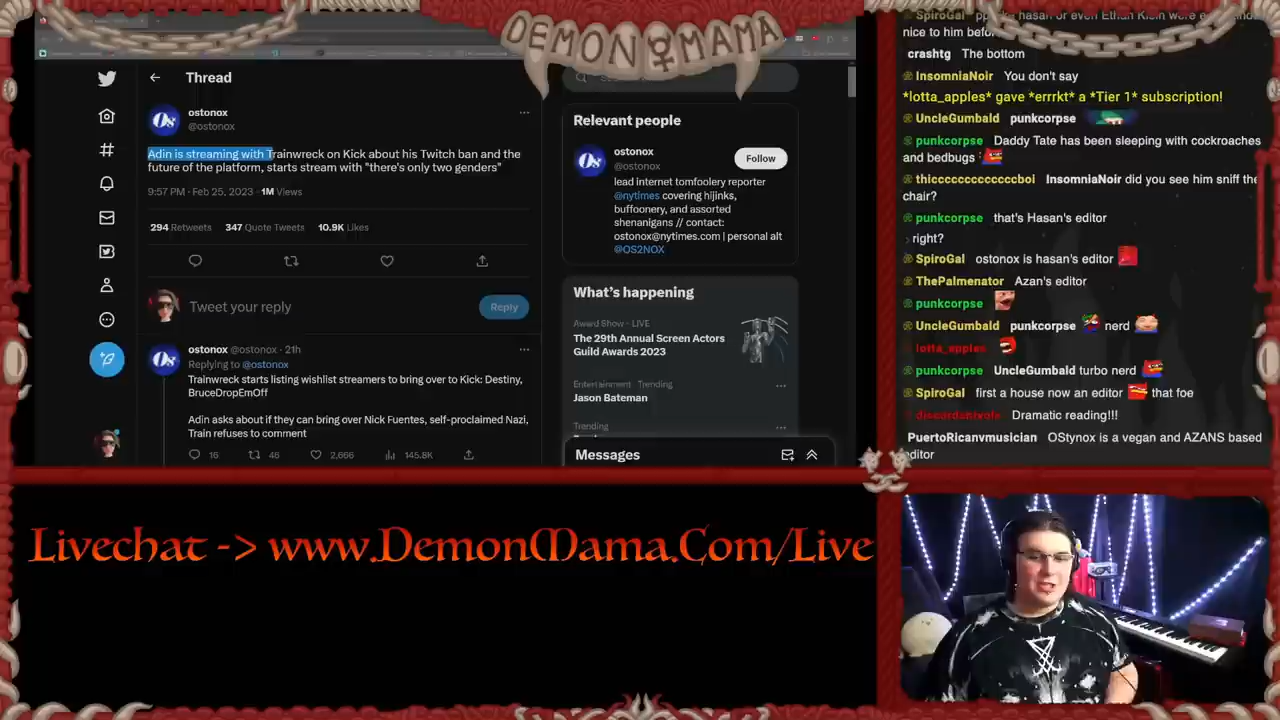 DEMON MAMA
Thread
ostonox
@ostonox
Adin is streaming with Trainwreck on Kick about his Twitch ban and the
future of the platform, starts stream with "there's only two genders"
9:57 PM · Feb 25, 2023 · 1M Views
294 Retweets 347 Quote Tweets 10.9K Likes
Tweet your reply
Reply
ostonox @ostonox · 21h
Replying to @ostonox
Trainwreck starts listing wishlist streamers to bring over to Kick: Destiny,
BruceDropEmOff
Adin asks about if they can bring over Nick Fuentes, self-proclaimed Nazi,
Train refuses to comment
16 46 2,666 145.8K
Relevant people
ostonox
@ostonox
Follow
lead internet tomfoolery reporter
@nytimes covering hijinks,
buffoonery, and assorted
shenanigans // contact:
ostonox@nytimes.com | personal alt
@OS2NOX
What's happening
Award Show · LIVE
The 29th Annual Screen Actors
Guild Awards 2023
Entertainment · Trending
Jason Bateman
Trending
Messages
SpiroGal
nice to him before
crashtg The bottom
InsomniaNoir You don't say
*lotta_apples* gave *errrkt* a *Tier 1* subscription!
UncleGumbald punkcorpse
punkcorpse Daddy Tate has been sleeping with cockroaches
and bedbugs
thiccccccccccccboi InsomniaNoir did you see him sniff the
chair?
punkcorpse that's Hasan's editor
right?
SpiroGal ostonox is hasan's editor
ThePalmenator Azan's editor
punkcorpse
UncleGumbald punkcorpse nerd
lotta_apples
punkcorpse UncleGumbald turbo nerd
SpiroGal first a house now an editor that foe
Dramatic reading!!!
PuertoRicanvmusician OStynox is a vegan and AZANS based
editor
Livechat -> www.DemonMama.Com/Live